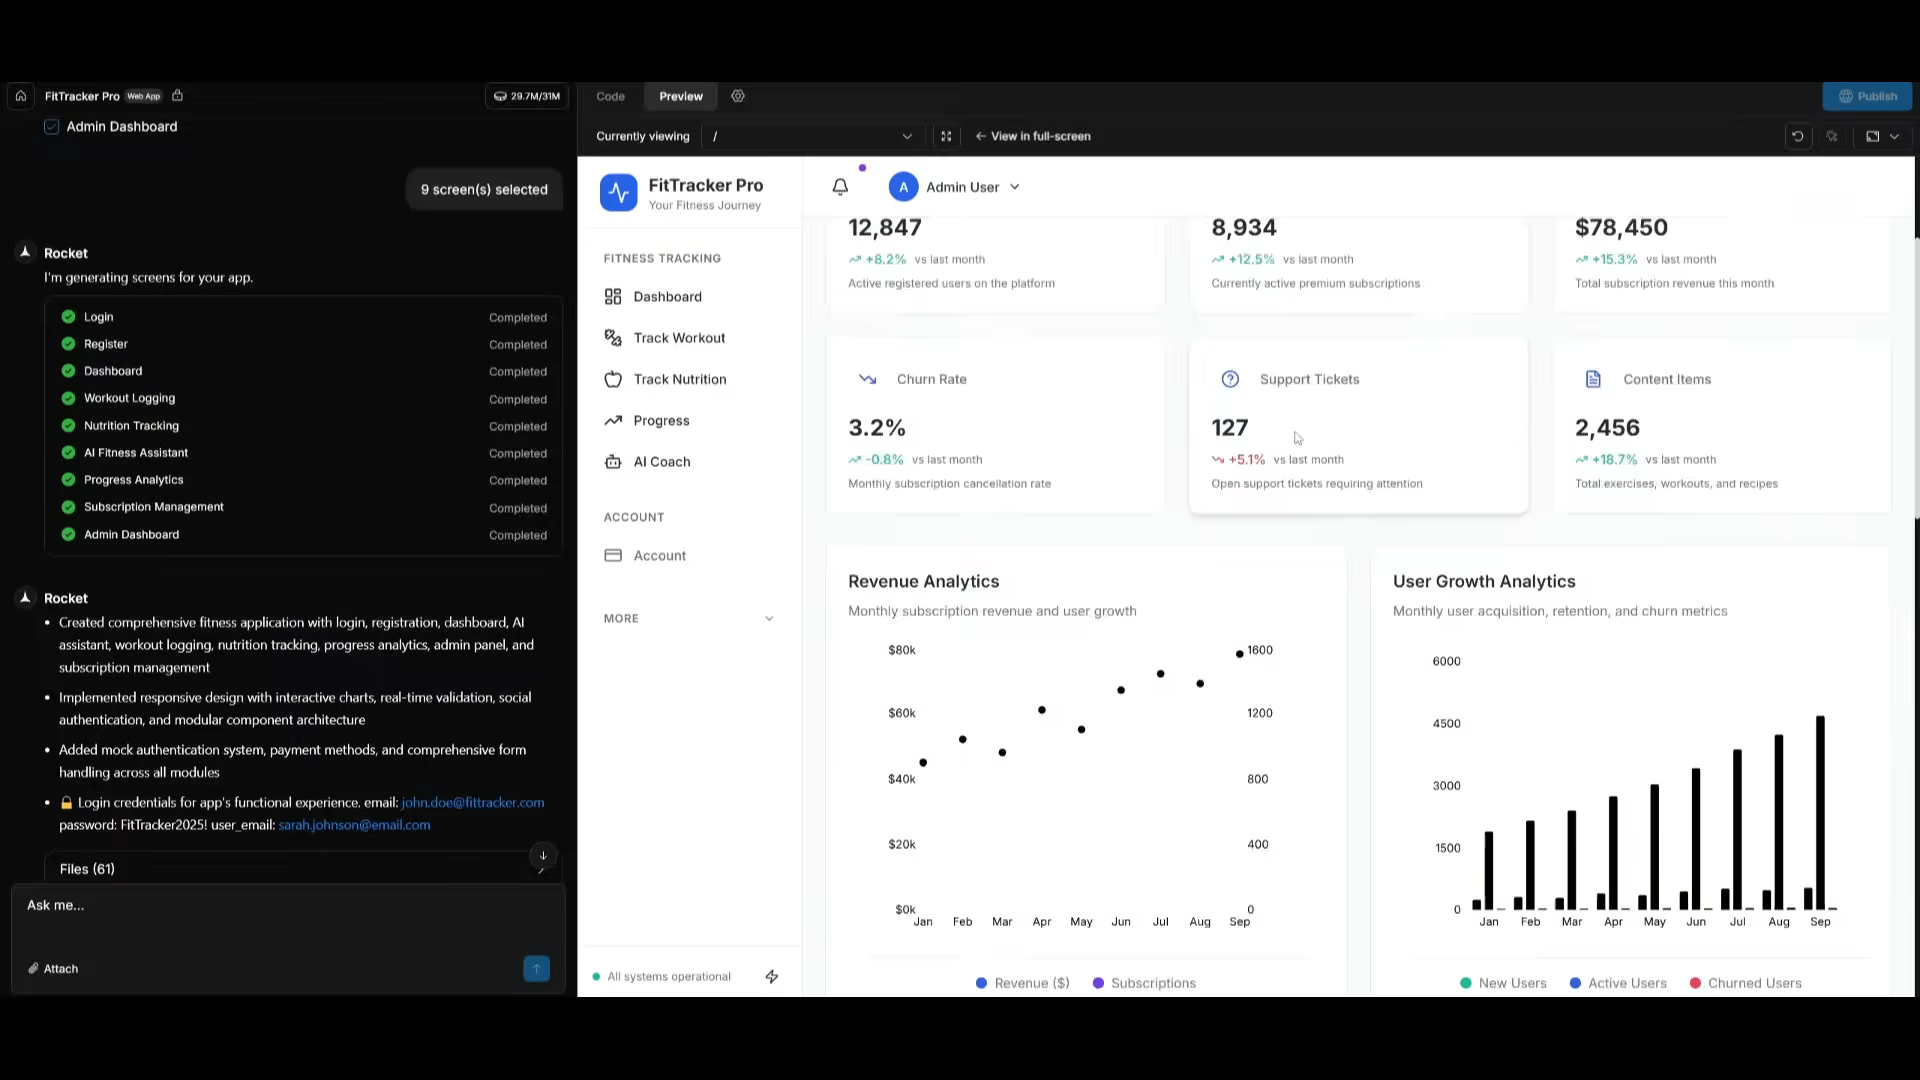 FitTracker Pro Web App
29.7M/31M
Admin Dashboard
9 screen(s) selected
Rocket
I'm generating screens for your app.
Login Completed
Register Completed
Dashboard Completed
Workout Logging Completed
Nutrition Tracking Completed
AI Fitness Assistant Completed
Progress Analytics Completed
Subscription Management Completed
Admin Dashboard Completed
Rocket
• Created comprehensive fitness application with login, registration, dashboard, AI
assistant, workout logging, nutrition tracking, progress analytics, admin panel, and
subscription management
• Implemented responsive design with interactive charts, real-time validation, social
authentication, and modular component architecture
• Added mock authentication system, payment methods, and comprehensive form
handling across all modules
• 🔒 Login credentials for app's functional experience. email: john.doe@fittracker.com
password: FitTracker2025! user_email: sarah.johnson@email.com
Files (61)
Ask me...
Attach
Code Preview
Publish
Currently viewing / ← View in full-screen
FitTracker Pro
Your Fitness Journey
FITNESS TRACKING
Dashboard
Track Workout
Track Nutrition
Progress
AI Coach
ACCOUNT
Account
MORE
All systems operational
A Admin User
12,847
+8.2% vs last month
Active registered users on the platform
8,934
+12.5% vs last month
Currently active premium subscriptions
$78,450
+15.3% vs last month
Total subscription revenue this month
Churn Rate
3.2%
-0.8% vs last month
Monthly subscription cancellation rate
Support Tickets
127
+5.1% vs last month
Open support tickets requiring attention
Content Items
2,456
+18.7% vs last month
Total exercises, workouts, and recipes
Revenue Analytics
Monthly subscription revenue and user growth
$80k 1600
$60k 1200
$40k 800
$20k 400
$0k 0
Jan Feb Mar Apr May Jun Jul Aug Sep
Revenue ($) Subscriptions
User Growth Analytics
Monthly user acquisition, retention, and churn metrics
6000
4500
3000
1500
0
Jan Feb Mar Apr May Jun Jul Aug Sep
New Users Active Users Churned Users